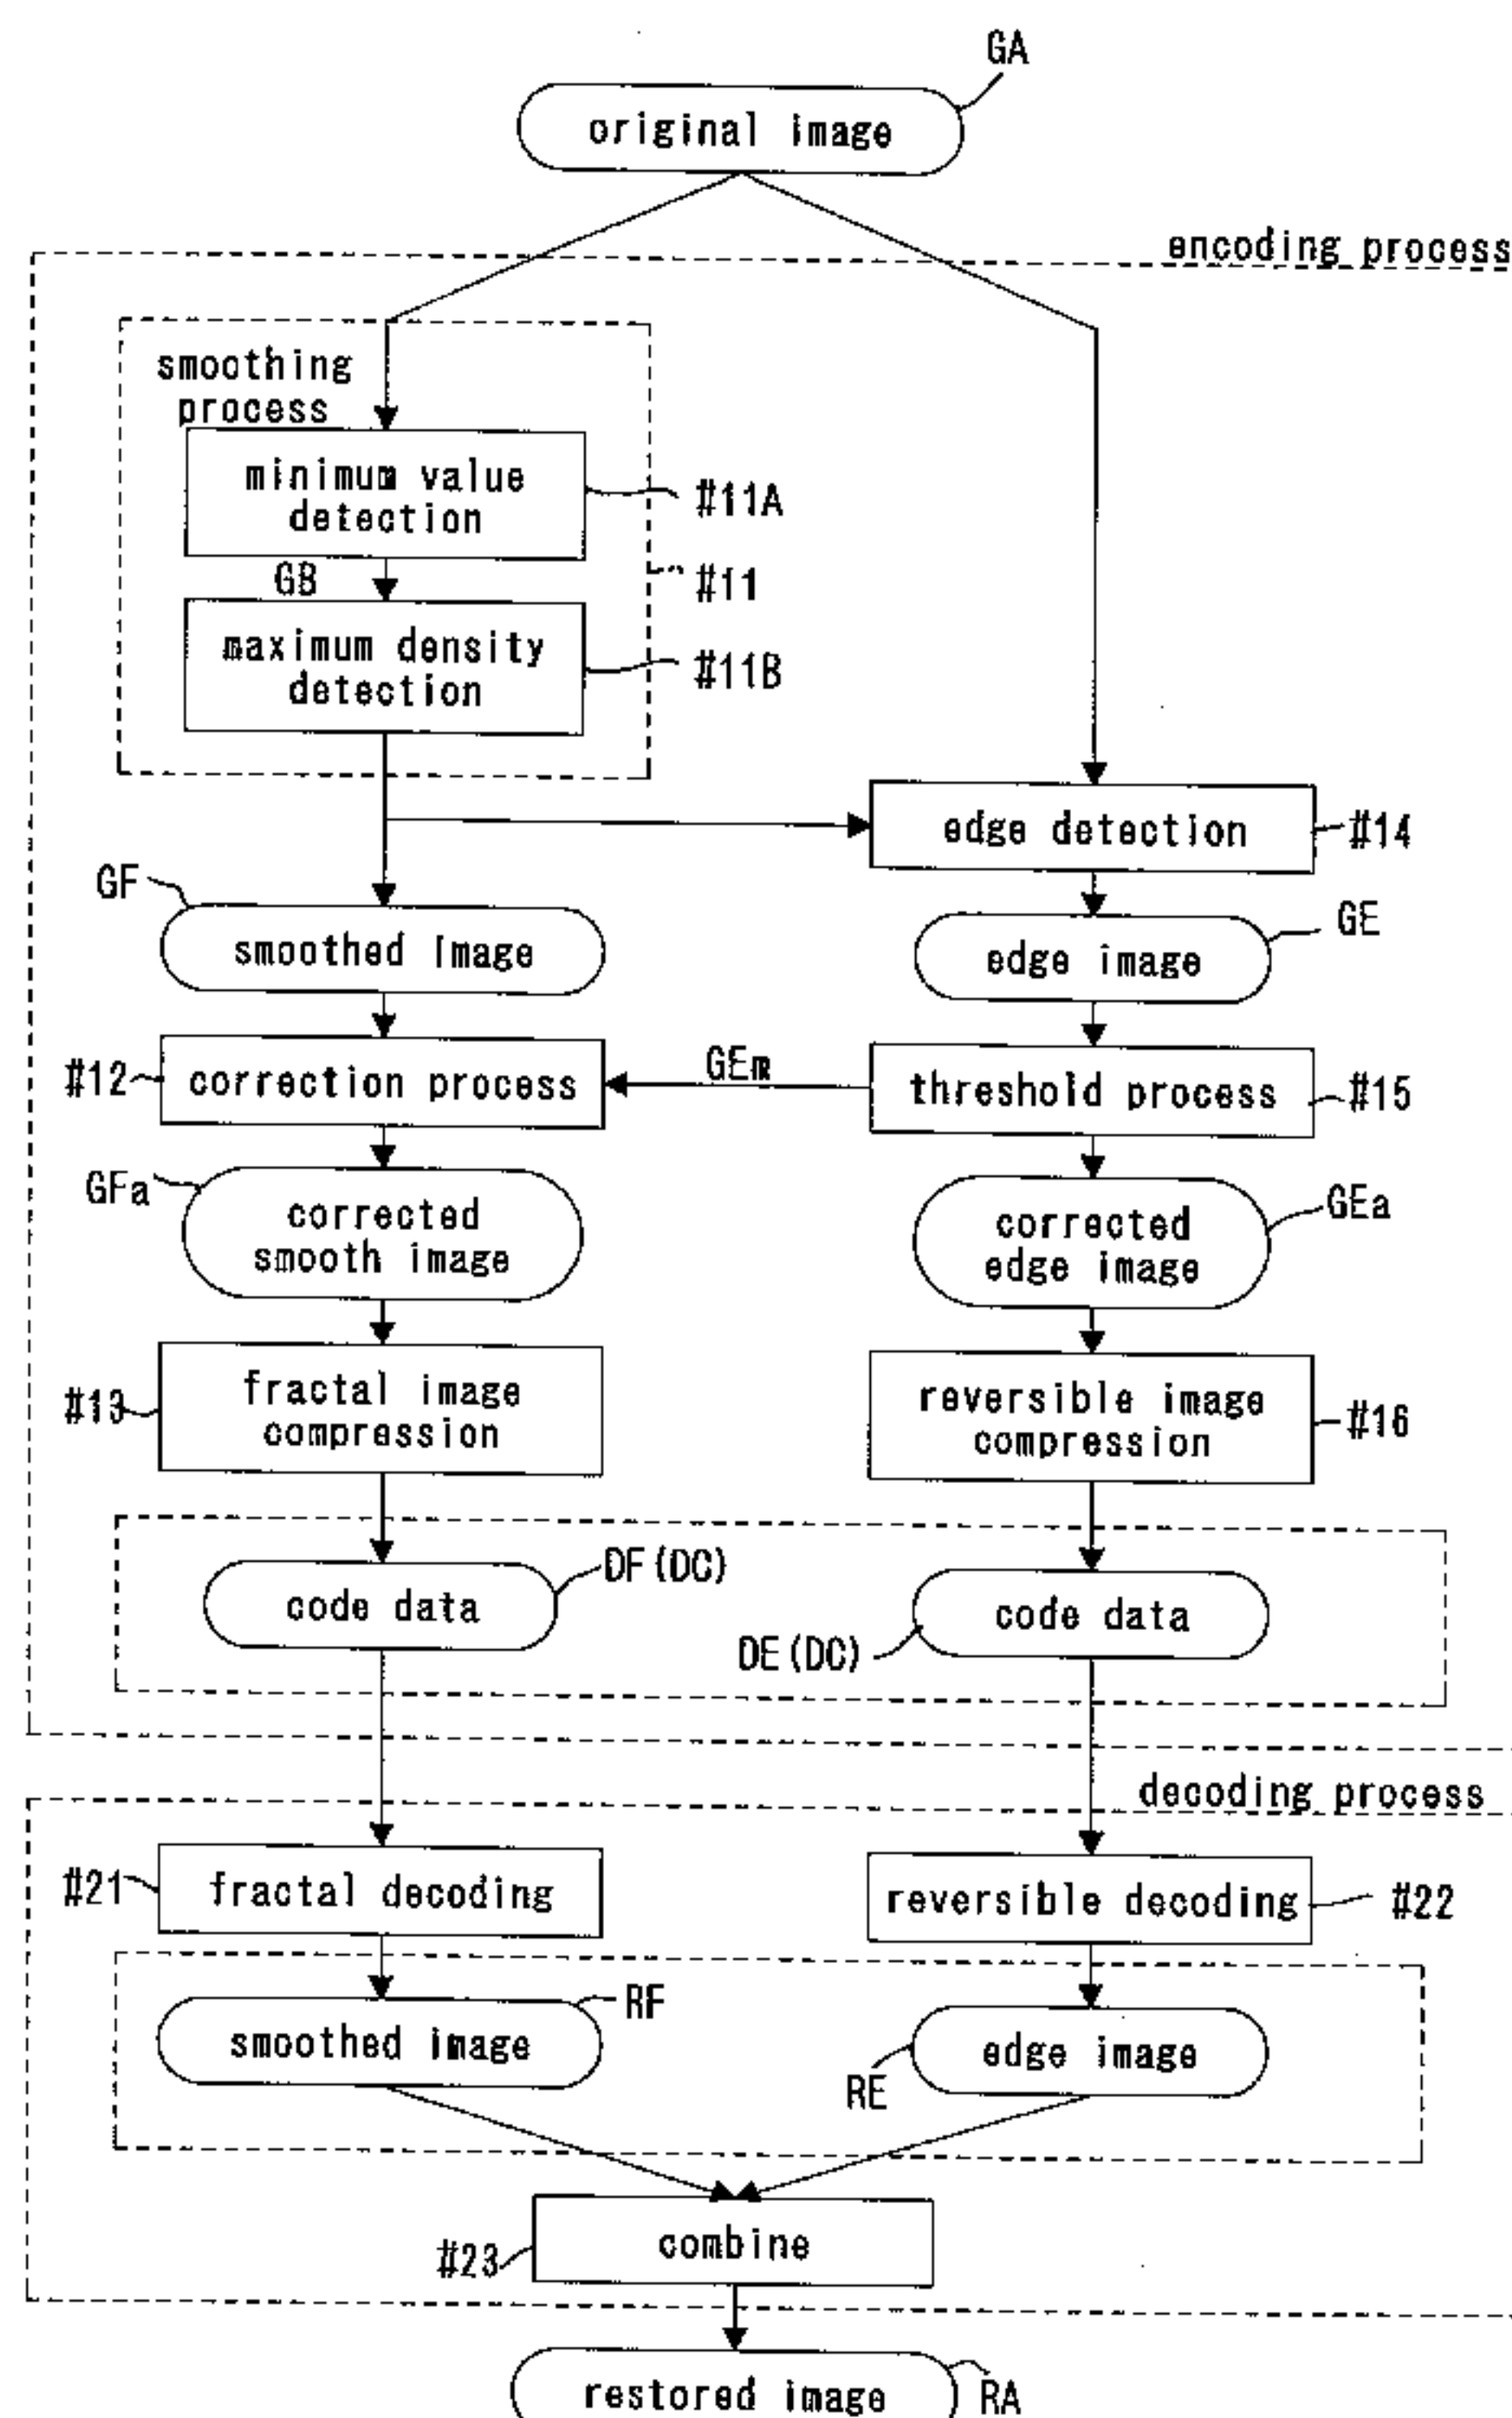 GA
original image
encoding process
smoothing
process
minimum value
detection
#11A
GB
#11
maximum density
detection
#11B
edge detection
#14
GF
smoothed image
GE
edge image
#12
correction process
GEm
threshold process
#15
GFa
corrected
smooth image
GEa
corrected
edge image
#13
fractal image
compression
reversible image
compression
#16
DF(DC)
code data
code data
DE(DC)
decoding process
#21
fractal decoding
reversible decoding
#22
RF
smoothed image
edge image
RE
combine
#23
restored image
RA